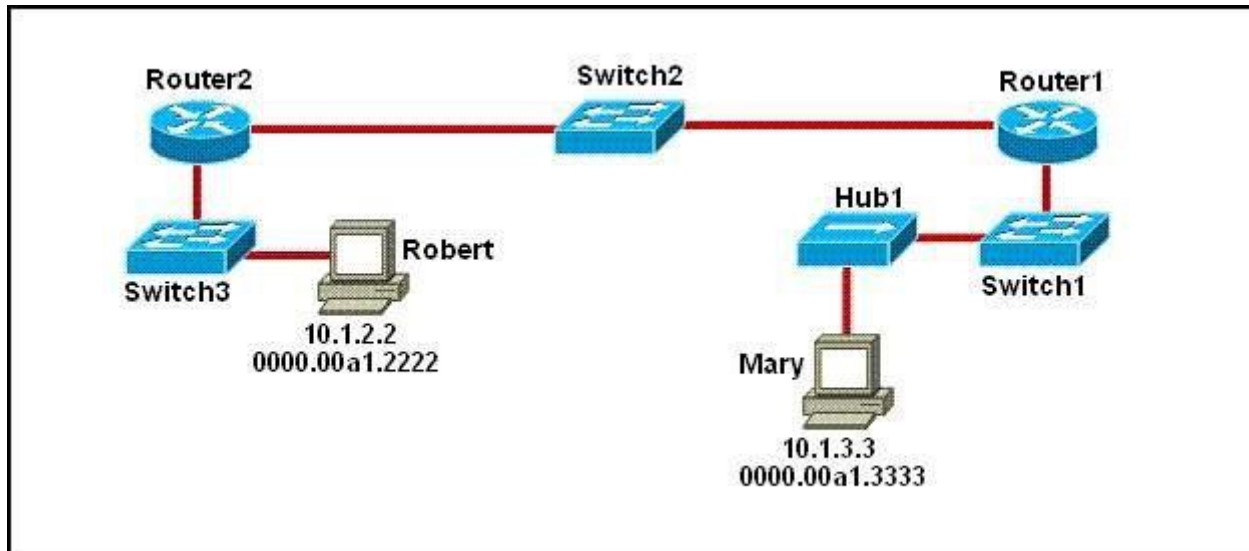 Router2
Switch2
Router1
Hub1
Robert
Switch3
Switch1
10.1.2.2
0000.00a1.2222
Mary
10.1.3.3
0000.00a1.3333